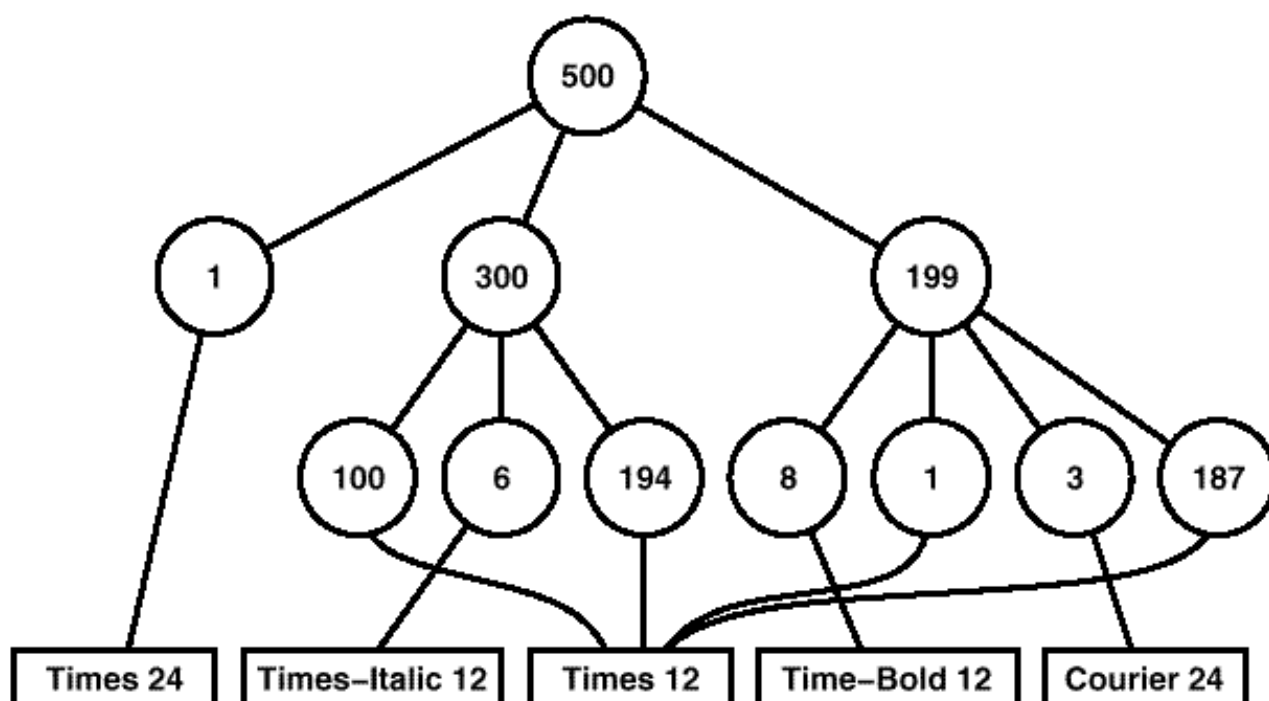 500
1
300
199
100
6
194
8
1
3
187
Times 24
Times–Italic 12
Times 12
Time–Bold 12
Courier 24